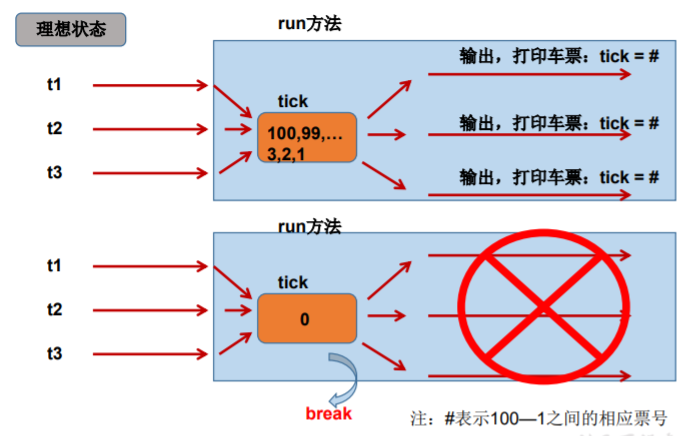 理想状态
run方法
t1
t2
t3
tick
100,99,...
3,2,1
输出，打印车票：tick = #
输出，打印车票：tick = #
输出，打印车票：tick = #
run方法
t1
t2
t3
tick
0
break
注：#表示100—1之间的相应票号